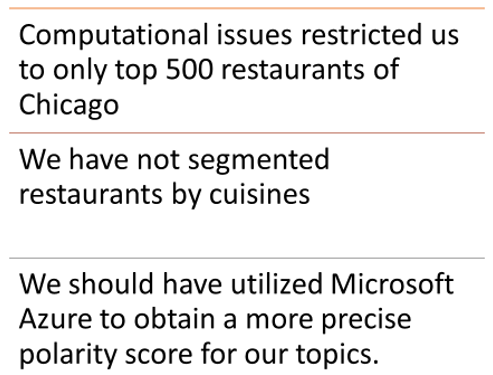 Computational issues restricted us
to only top 500 restaurants of
Chicago
We have not segmented
restaurants by cuisines
We should have utilized Microsoft
Azure to obtain a more precise
polarity score for our topics.